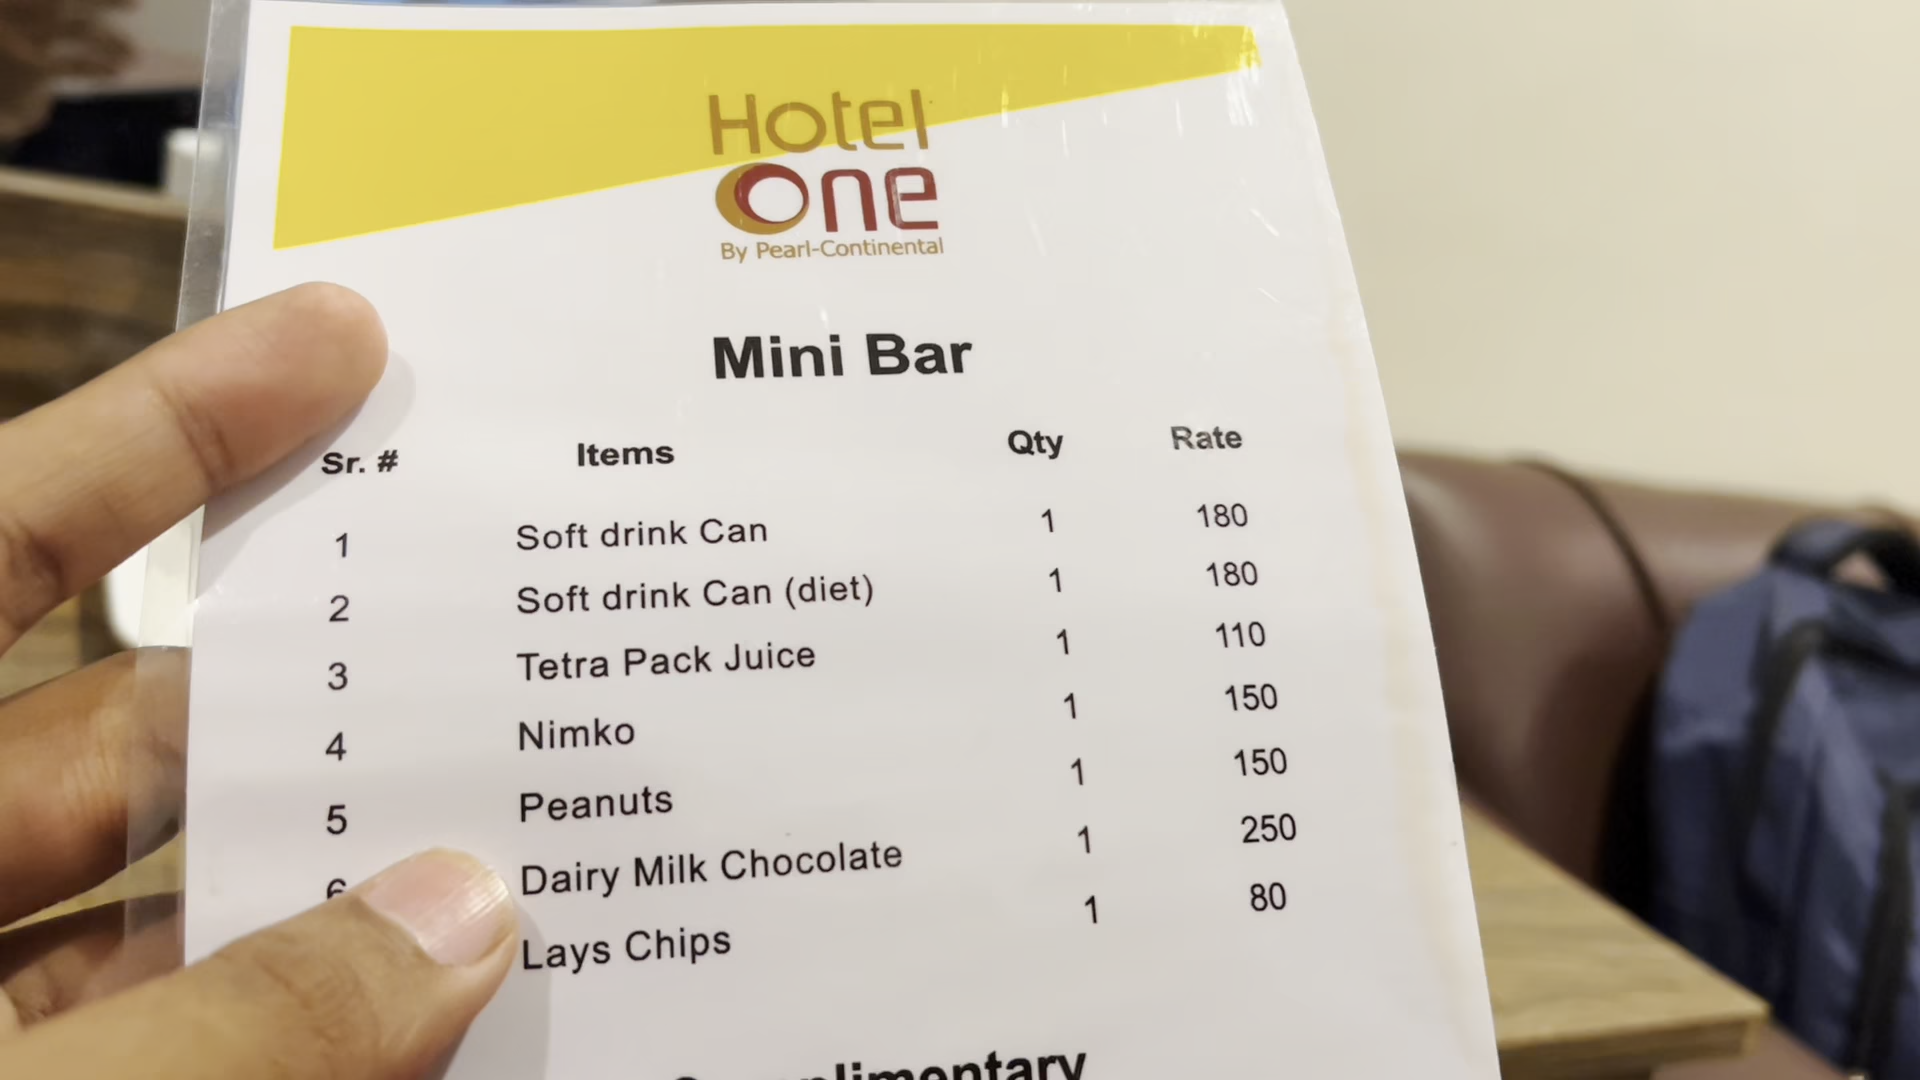 Hotel
One
By Pearl-Continental
Mini Bar
Sr. # Items Qty Rate
1 Soft drink Can 1 180
2 Soft drink Can (diet) 1 180
3 Tetra Pack Juice 1 110
4 Nimko 1 150
5 Peanuts 1 150
6 Dairy Milk Chocolate 1 250
Lays Chips 1 80
Complimentary